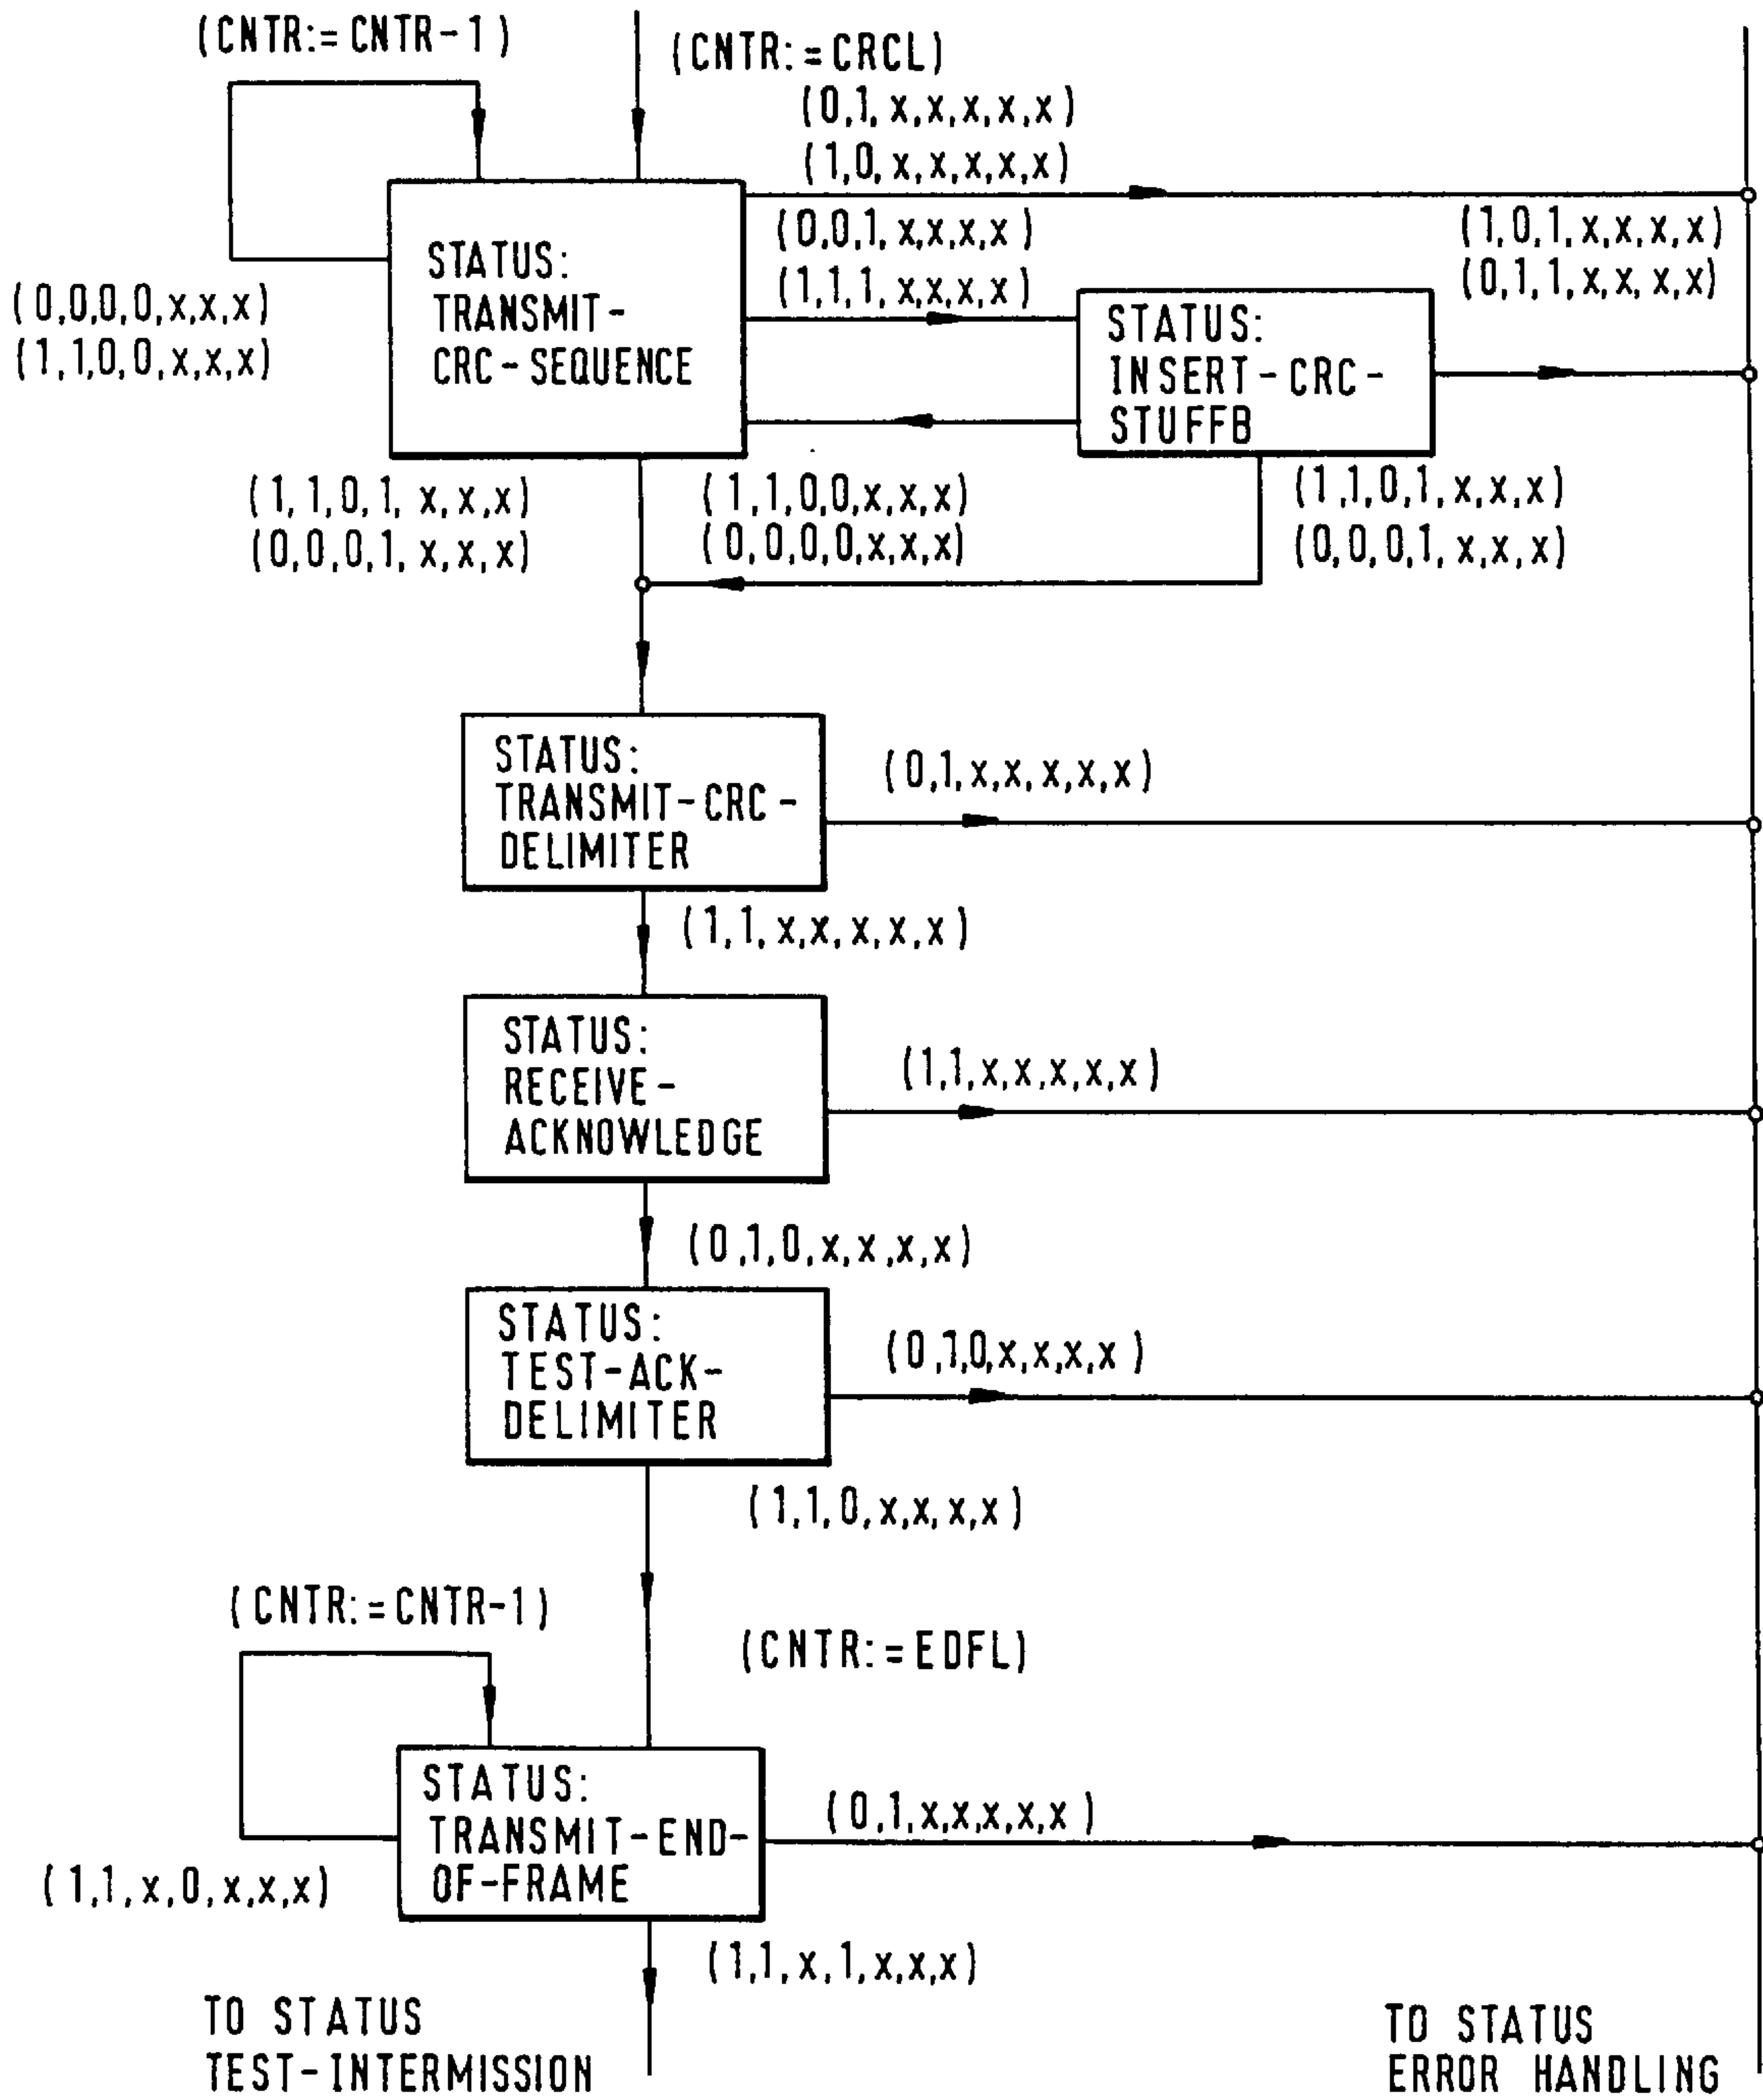 (CNTR:=CNTR-1)
(CNTR:=CRCL)
(0,1,x,x,x,x,x)
(1,0,x,x,x,x,x)
(0,0,1,x,x,x,x)
(1,1,1,x,x,x,x)
(1,0,1,x,x,x,x)
(0,1,1,x,x,x,x)
STATUS:
TRANSMIT-
CRC-SEQUENCE
(0,0,0,0,x,x,x)
(1,1,0,0,x,x,x)
STATUS:
INSERT-CRC-
STUFFB
(1,1,0,1,x,x,x)
(0,0,0,1,x,x,x)
(1,1,0,0,x,x,x)
(0,0,0,0,x,x,x)
(1,1,0,1,x,x,x)
(0,0,0,1,x,x,x)
STATUS:
TRANSMIT-CRC-
DELIMITER
(0,1,x,x,x,x,x)
(1,1,x,x,x,x,x)
STATUS:
RECEIVE-
ACKNOWLEDGE
(1,1,x,x,x,x,x)
(0,1,0,x,x,x,x)
STATUS:
TEST-ACK-
DELIMITER
(0,1,0,x,x,x,x)
(1,1,0,x,x,x,x)
(CNTR:=CNTR-1)
(CNTR:=EDFL)
STATUS:
TRANSMIT-END-
OF-FRAME
(0,1,x,x,x,x,x)
(1,1,x,0,x,x,x)
(1,1,x,1,x,x,x)
TO STATUS
TEST-INTERMISSION
TO STATUS
ERROR HANDLING